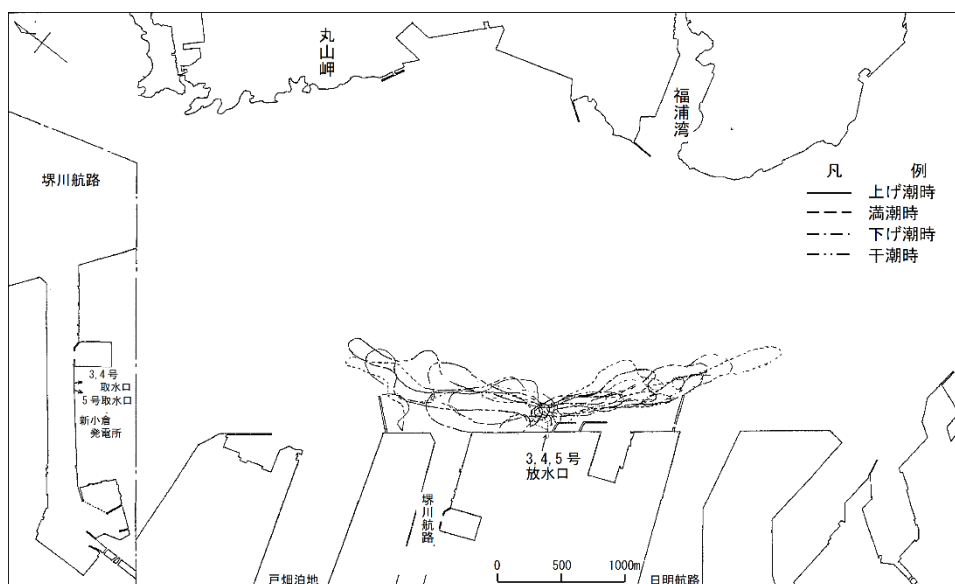 丸山岬
福浦湾
堺川航路
凡 例
上げ潮時
満潮時
下げ潮時
干潮時
3,4号
取水口
5号取水口
新小倉
発電所
3,4,5号
放水口
堺川航路
0 500 1000m
戸畑泊地
日明航路